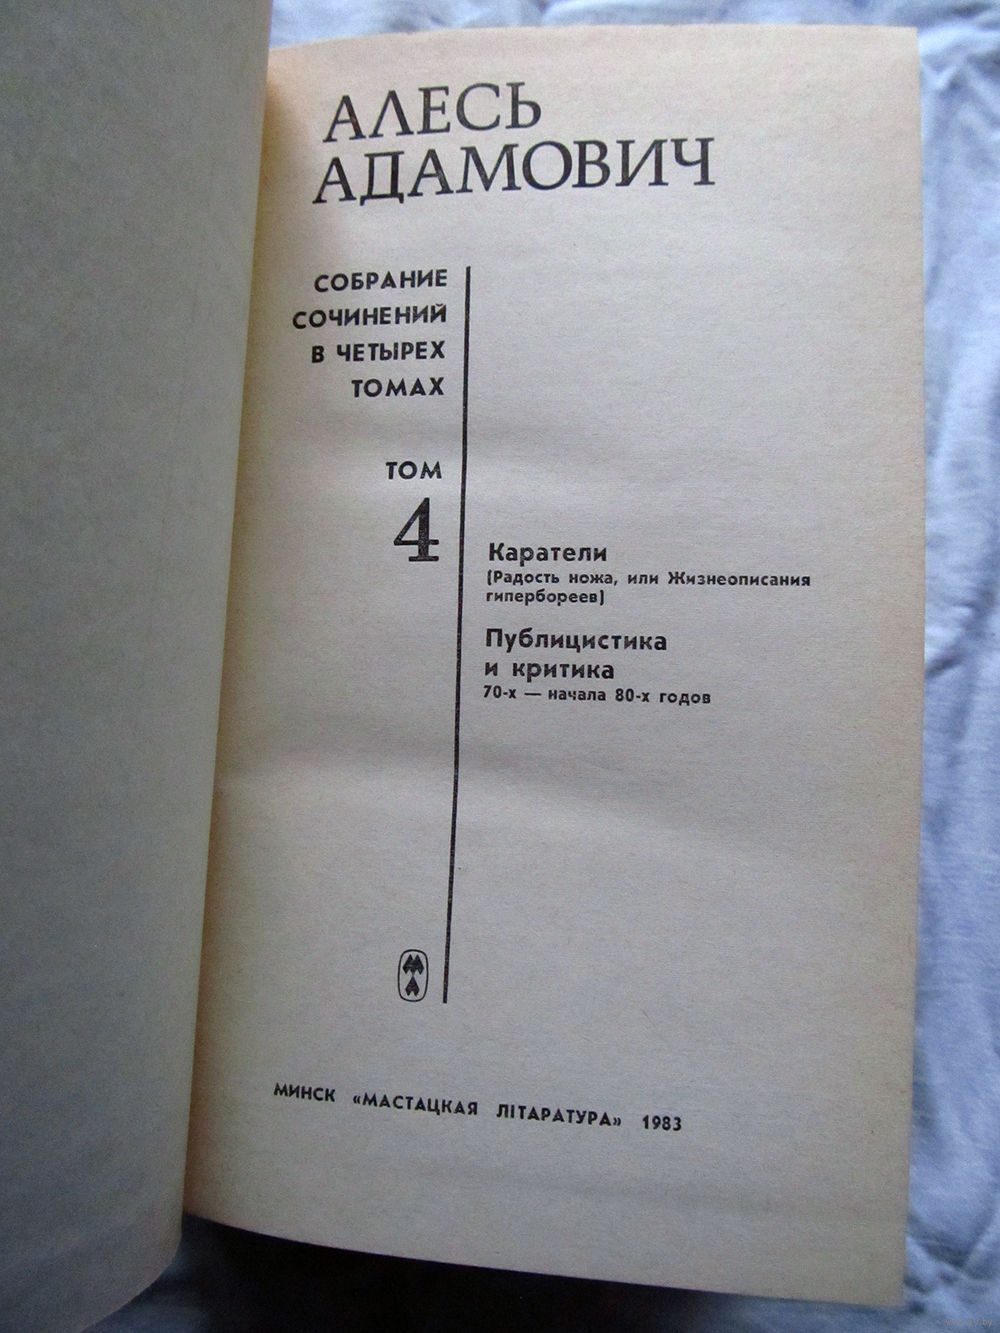 АЛЕСЬ
АДАМОВИЧ
СОБРАНИЕ
СОЧИНЕНИЙ
В ЧЕТЫРЕХ
ТОМАХ
ТОМ
4
Каратели
(Радость ножа, или Жизнеописания
гипербореев)
Публицистика
и критика
70-х — начала 80-х годов
МИНСК «МАСТАЦКАЯ ЛІТАРАТУРА» 1983